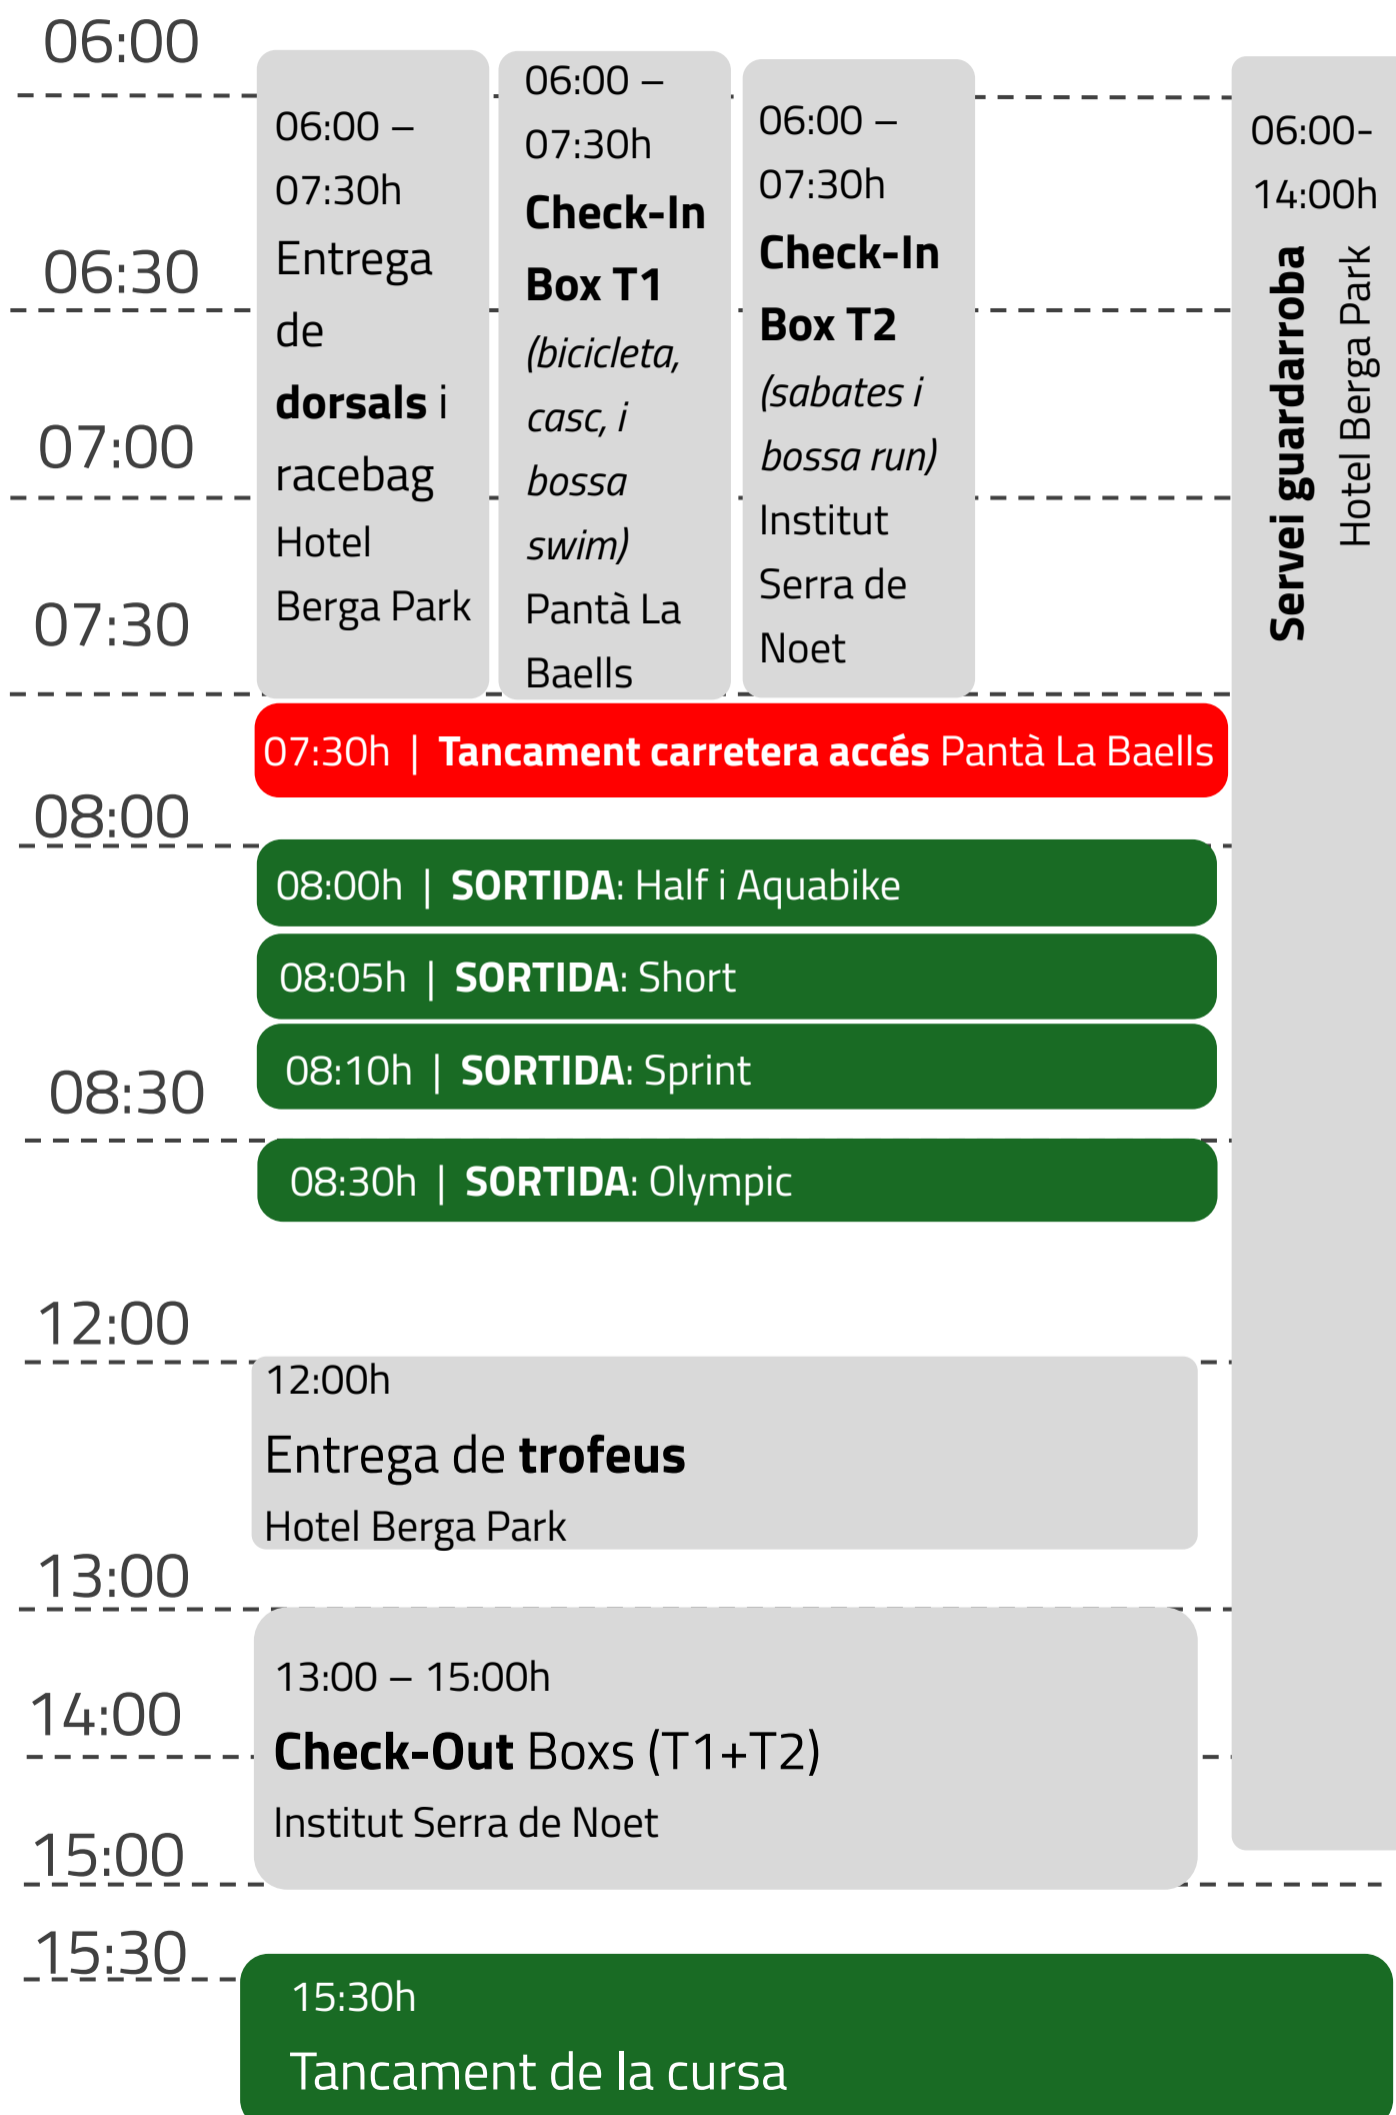 06:00
06:30
07:00
07:30
08:00
08:30
12:00
13:00
14:00
15:00
15:30
06:00 –
07:30h
Entrega
de
dorsals i
racebag
Hotel
Berga Park
06:00 –
07:30h
Check-In
Box T1
(bicicleta,
casc, i
bossa
swim)
Pantà La
Baells
06:00 –
07:30h
Check-In
Box T2
(sabates i
bossa run)
Institut
Serra de
Noet
06:00-
14:00h
Servei guardarroba
Hotel Berga Park
07:30h | Tancament carretera accés Pantà La Baells
08:00h | SORTIDA: Half i Aquabike
08:05h | SORTIDA: Short
08:10h | SORTIDA: Sprint
08:30h | SORTIDA: Olympic
12:00h
Entrega de trofeus
Hotel Berga Park
13:00 – 15:00h
Check-Out Boxs (T1+T2)
Institut Serra de Noet
15:30h
Tancament de la cursa